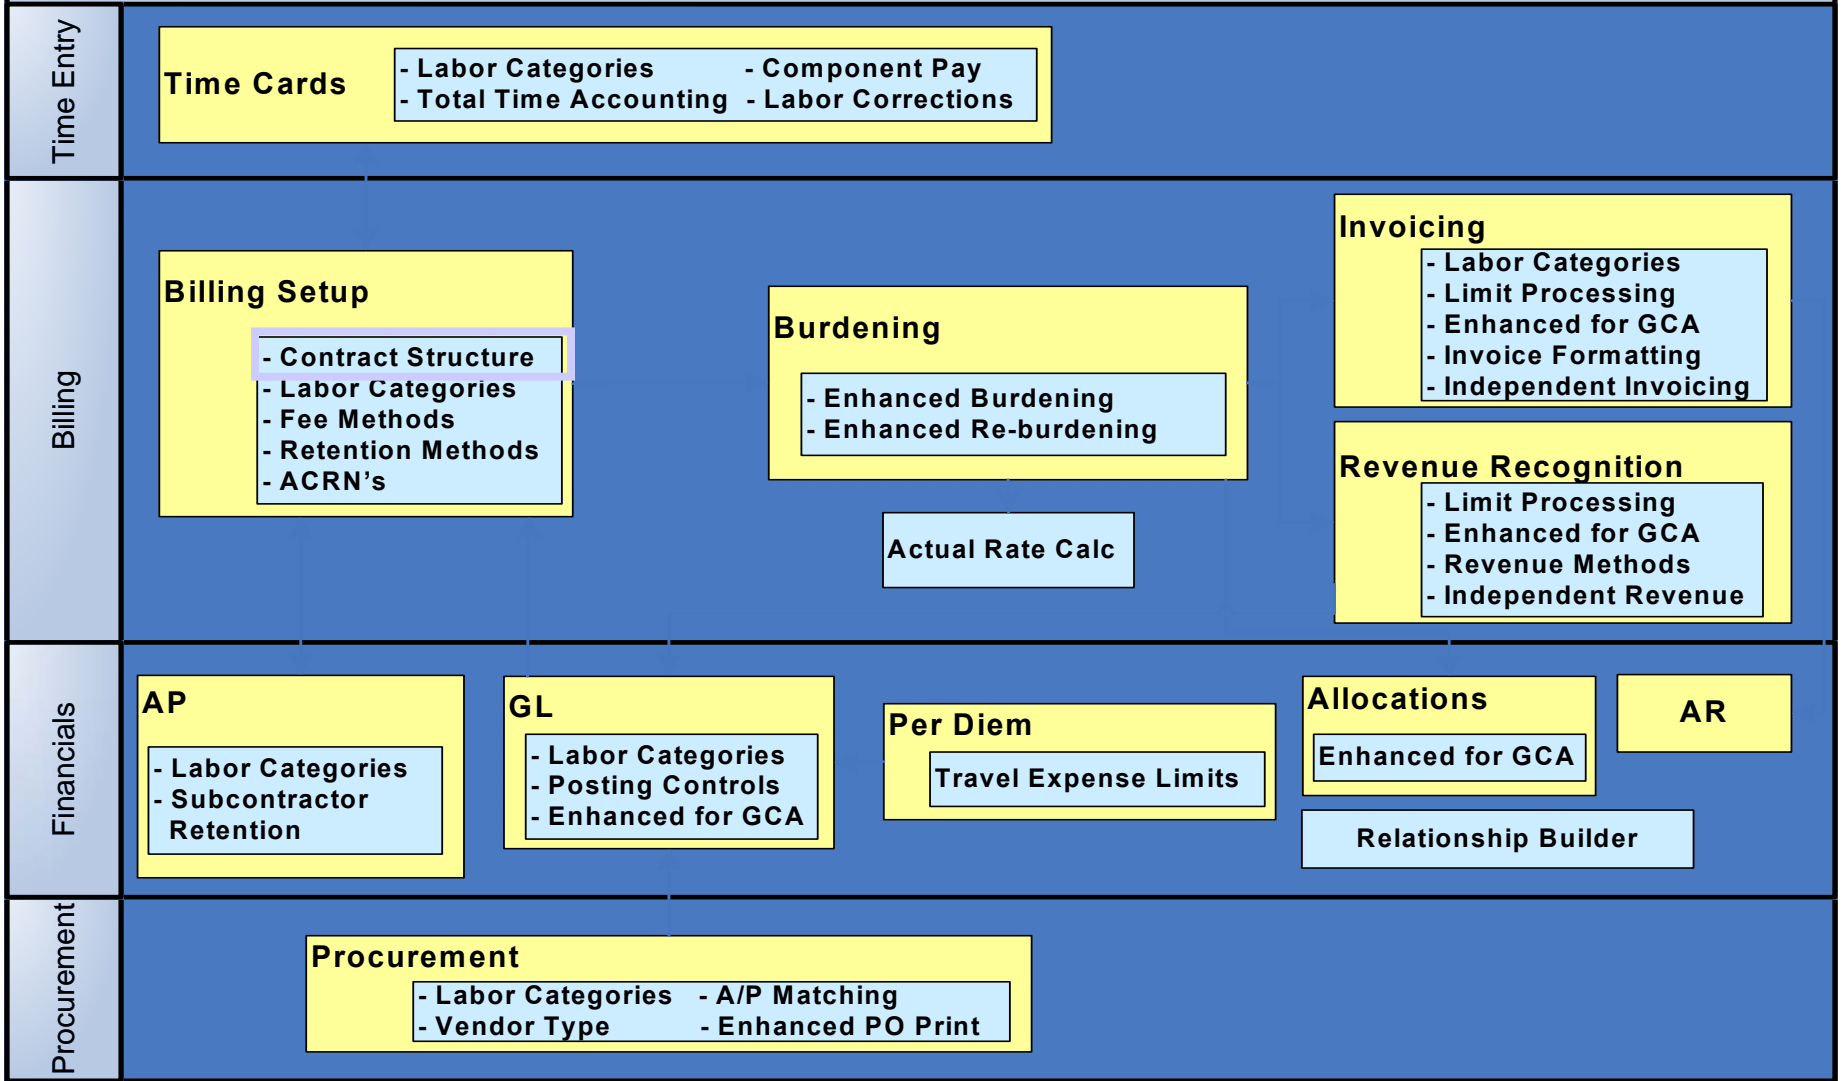 Time Entry
Time Cards
- Labor Categories - Component Pay
- Total Time Accounting - Labor Corrections
Billing
Billing Setup
- Contract Structure
- Labor Categories
- Fee Methods
- Retention Methods
- ACRN’s
Burdening
- Enhanced Burdening
- Enhanced Re-burdening
Actual Rate Calc
Invoicing
- Labor Categories
- Limit Processing
- Enhanced for GCA
- Invoice Formatting
- Independent Invoicing
Revenue Recognition
- Limit Processing
- Enhanced for GCA
- Revenue Methods
- Independent Revenue
Financials
AP
- Labor Categories
- Subcontractor
Retention
GL
- Labor Categories
- Posting Controls
- Enhanced for GCA
Per Diem
Travel Expense Limits
Allocations
Enhanced for GCA
AR
Relationship Builder
Procurement
Procurement
- Labor Categories - A/P Matching
- Vendor Type - Enhanced PO Print